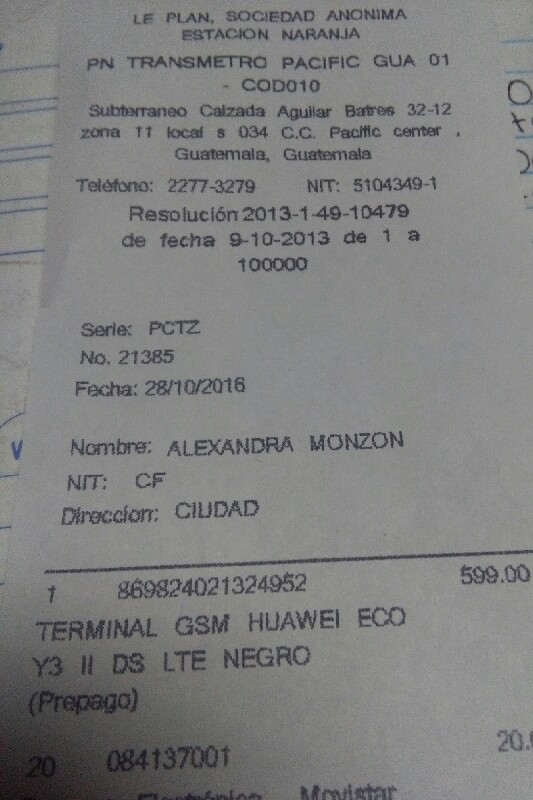 LE PLAN, SOCIEDAD ANONIMA
ESTACION NARANJA
PN TRANSMETRO PACIFIC GUA 01
- COD010
Subterraneo Calzada Aguilar Batres 32-12
zona 11 local s 034 C.C. Pacific center .
Guatemala, Guatemala
Teléfono: 2277-3279 NIT: 5104349-1
Resolución 2013-1-49-10479
de fecha 9-10-2013 de 1 a
100000
Serie: PCTZ
No. 21385
Fecha: 28/10/2016
Nombre: ALEXANDRA MONZON
NIT: CF
Direccion: CIUDAD
1 869824021324952 599.00
TERMINAL GSM HUAWEI ECO
Y3 II DS LTE NEGRO
(Prepago)
20 084137001 20.
Electrónica Movistar